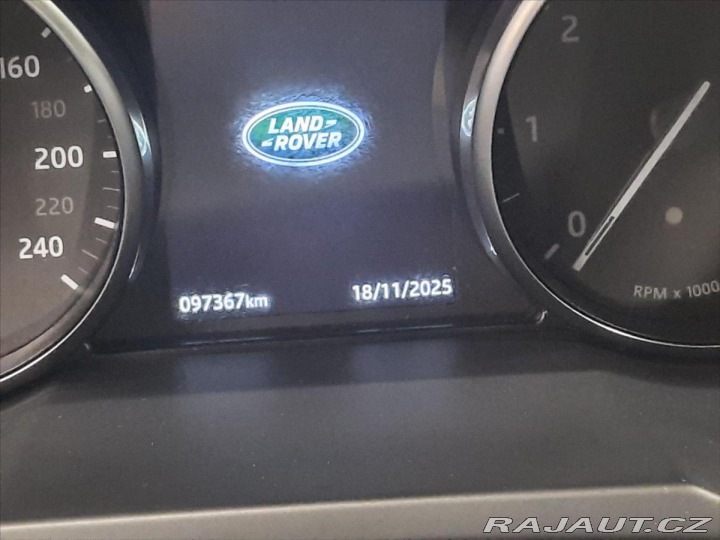 160
180
200
220
240
LAND-
-ROVER
097367km
18/11/2025
2
1
0
RPM x 1000
RAJAUT.CZ